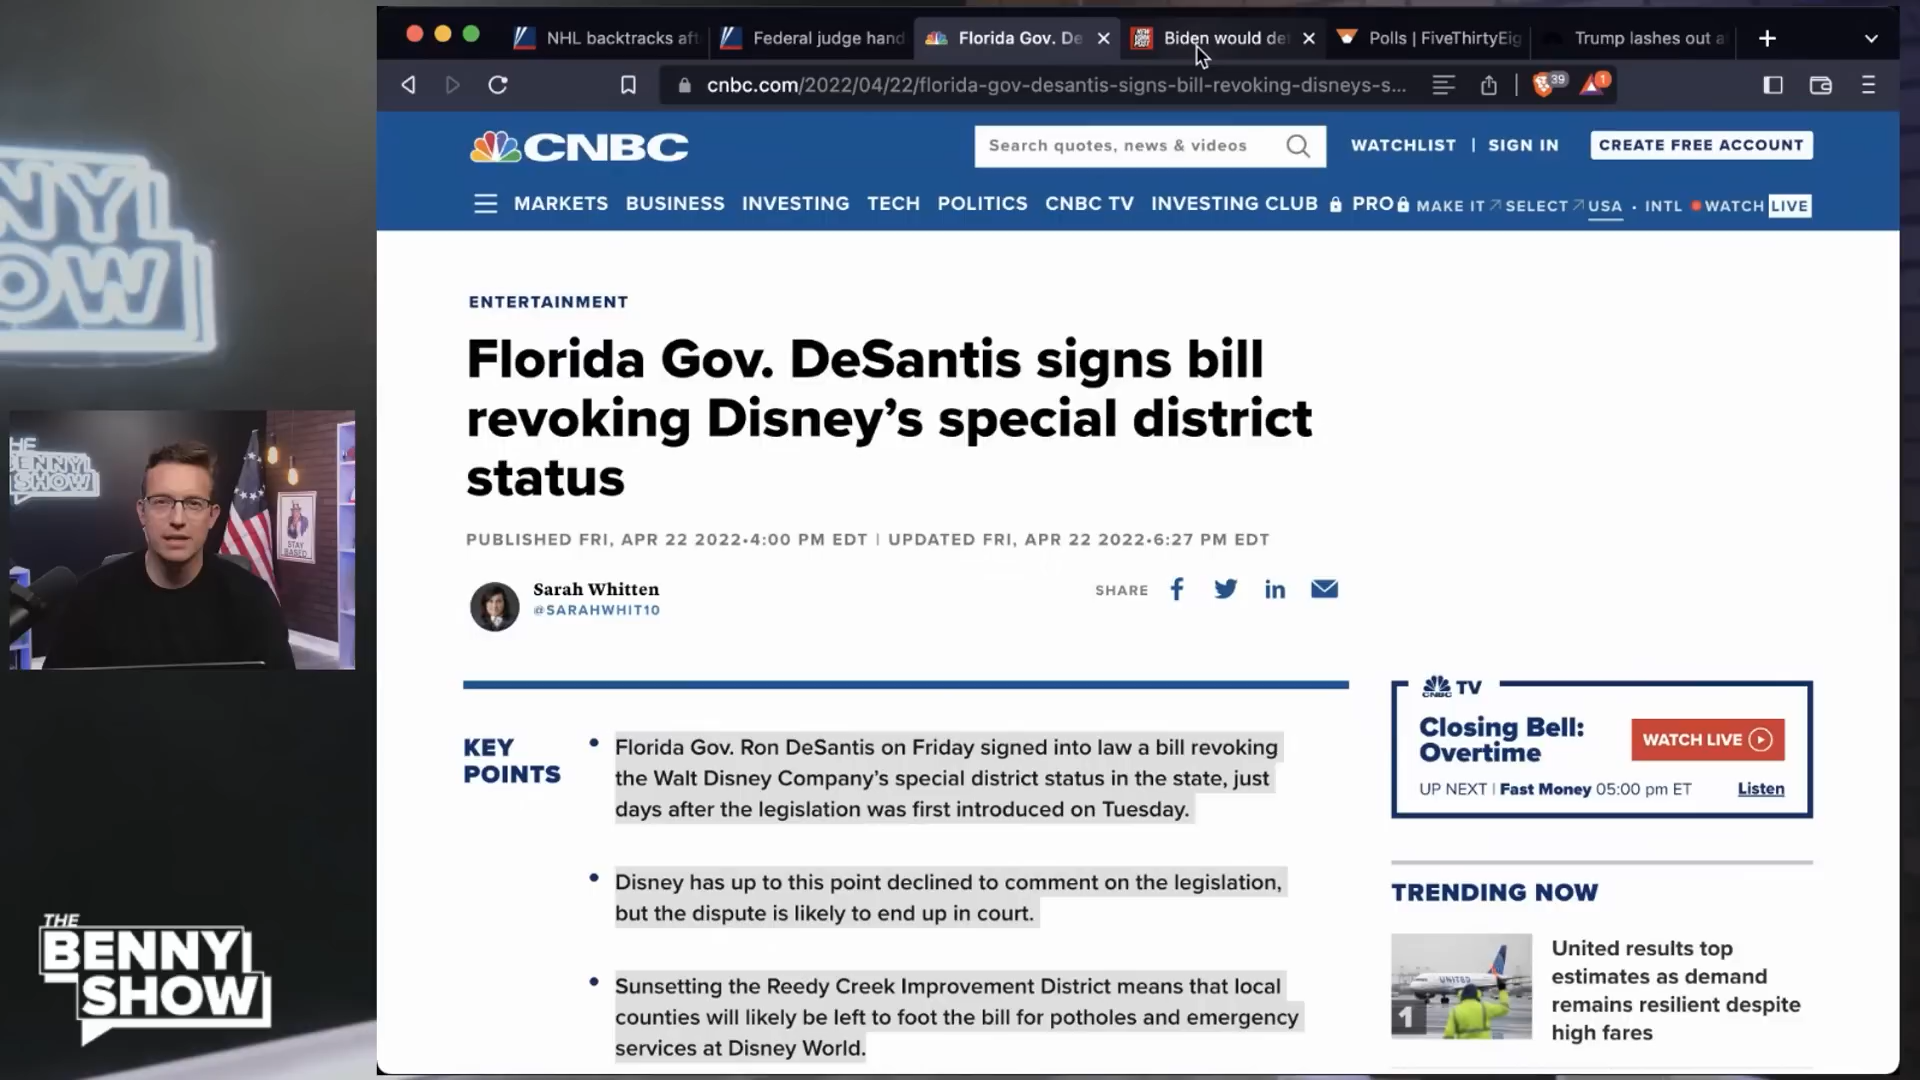 NHL backtracks aft
Federal judge hand
Florida Gov. De
Biden would de
Polls | FiveThirtyEig
Trump lashes out a
cnbc.com/2022/04/22/florida-gov-desantis-signs-bill-revoking-disneys-s...
39
1
CNBC
Search quotes, news & videos
WATCHLIST | SIGN IN
CREATE FREE ACCOUNT
MARKETS BUSINESS INVESTING TECH POLITICS CNBC TV INVESTING CLUB PRO MAKE IT SELECT USA • INTL WATCH LIVE
ENTERTAINMENT
Florida Gov. DeSantis signs bill
revoking Disney’s special district
status
PUBLISHED FRI, APR 22 2022•4:00 PM EDT | UPDATED FRI, APR 22 2022•6:27 PM EDT
Sarah Whitten
@SARAHWHIT10
SHARE
KEY
POINTS
• Florida Gov. Ron DeSantis on Friday signed into law a bill revoking
the Walt Disney Company’s special district status in the state, just
days after the legislation was first introduced on Tuesday.
• Disney has up to this point declined to comment on the legislation,
but the dispute is likely to end up in court.
• Sunsetting the Reedy Creek Improvement District means that local
counties will likely be left to foot the bill for potholes and emergency
services at Disney World.
CNBC TV
Closing Bell:
Overtime
WATCH LIVE
UP NEXT | Fast Money 05:00 pm ET
Listen
TRENDING NOW
UNITED
1
United results top
estimates as demand
remains resilient despite
high fares
NY
OW
THE
BENNY
SHOW
STAY
BASED
THE
BENNY
SHOW